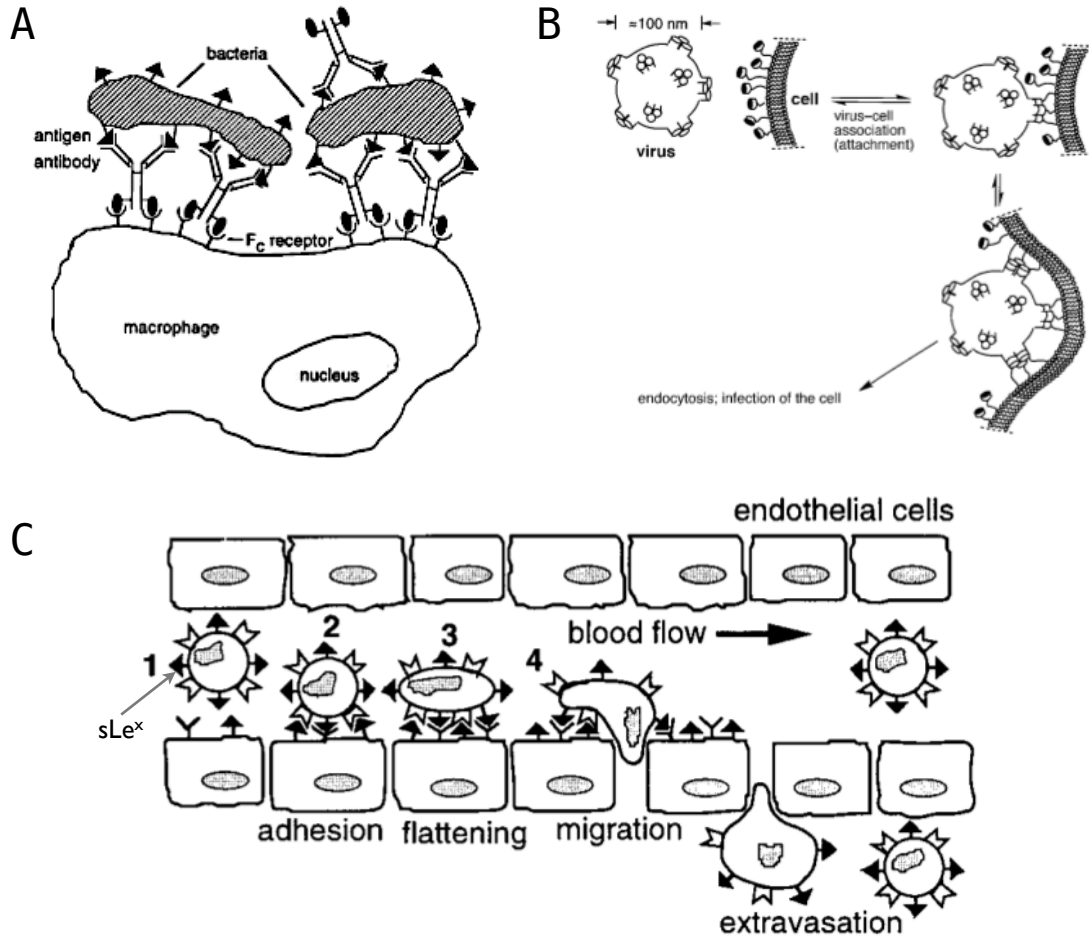 A
bacteria
antigen
antibody
Fc receptor
macrophage
nucleus
B
≈100 nm
virus
cell
virus–cell
association
(attachment)
endocytosis; infection of the cell
C
endothelial cells
blood flow
1
2
3
4
sLex
adhesion
flattening
migration
extravasation